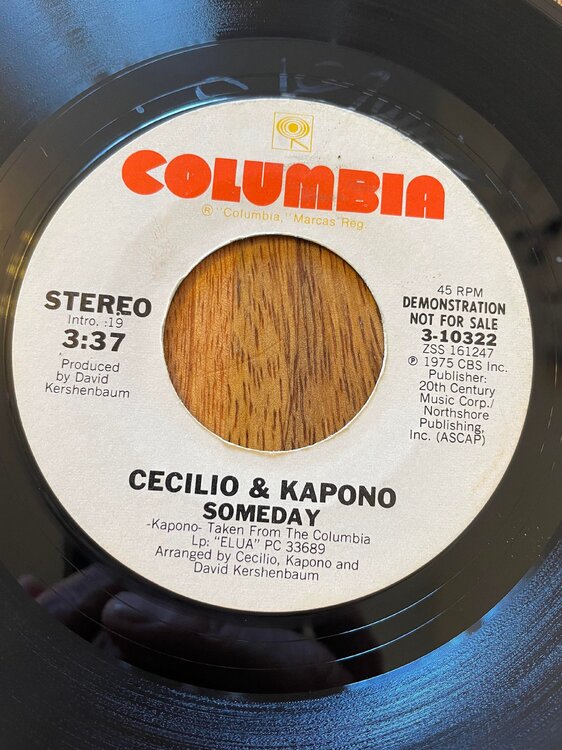 COLUMBIA
® "Columbia," Marcas Reg.
STEREO
Intro. :19
3:37
Produced
by David
Kershenbaum
45 RPM
DEMONSTRATION
NOT FOR SALE
3-10322
ZSS 161247
℗ 1975 CBS Inc.
Publisher:
20th Century
Music Corp./
Northshore
Publishing,
Inc. (ASCAP)
CECILIO & KAPONO
SOMEDAY
-Kapono- Taken From The Columbia
Lp: "ELUA" PC 33689
Arranged by Cecilio, Kapono and
David Kershenbaum